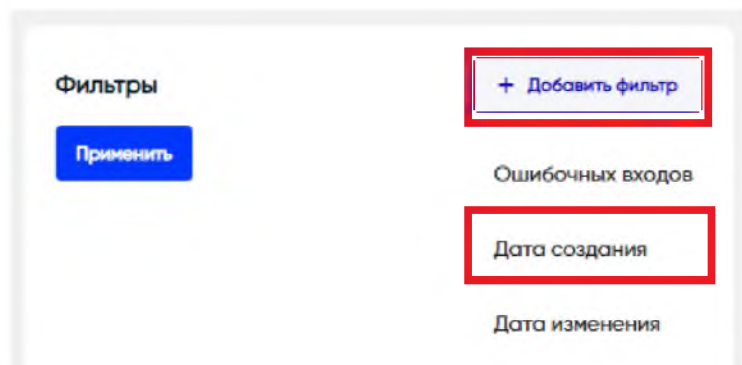 Фильтры
+ Добавить фильтр
Применить
Ошибочных входов
Дата создания
Дата изменения